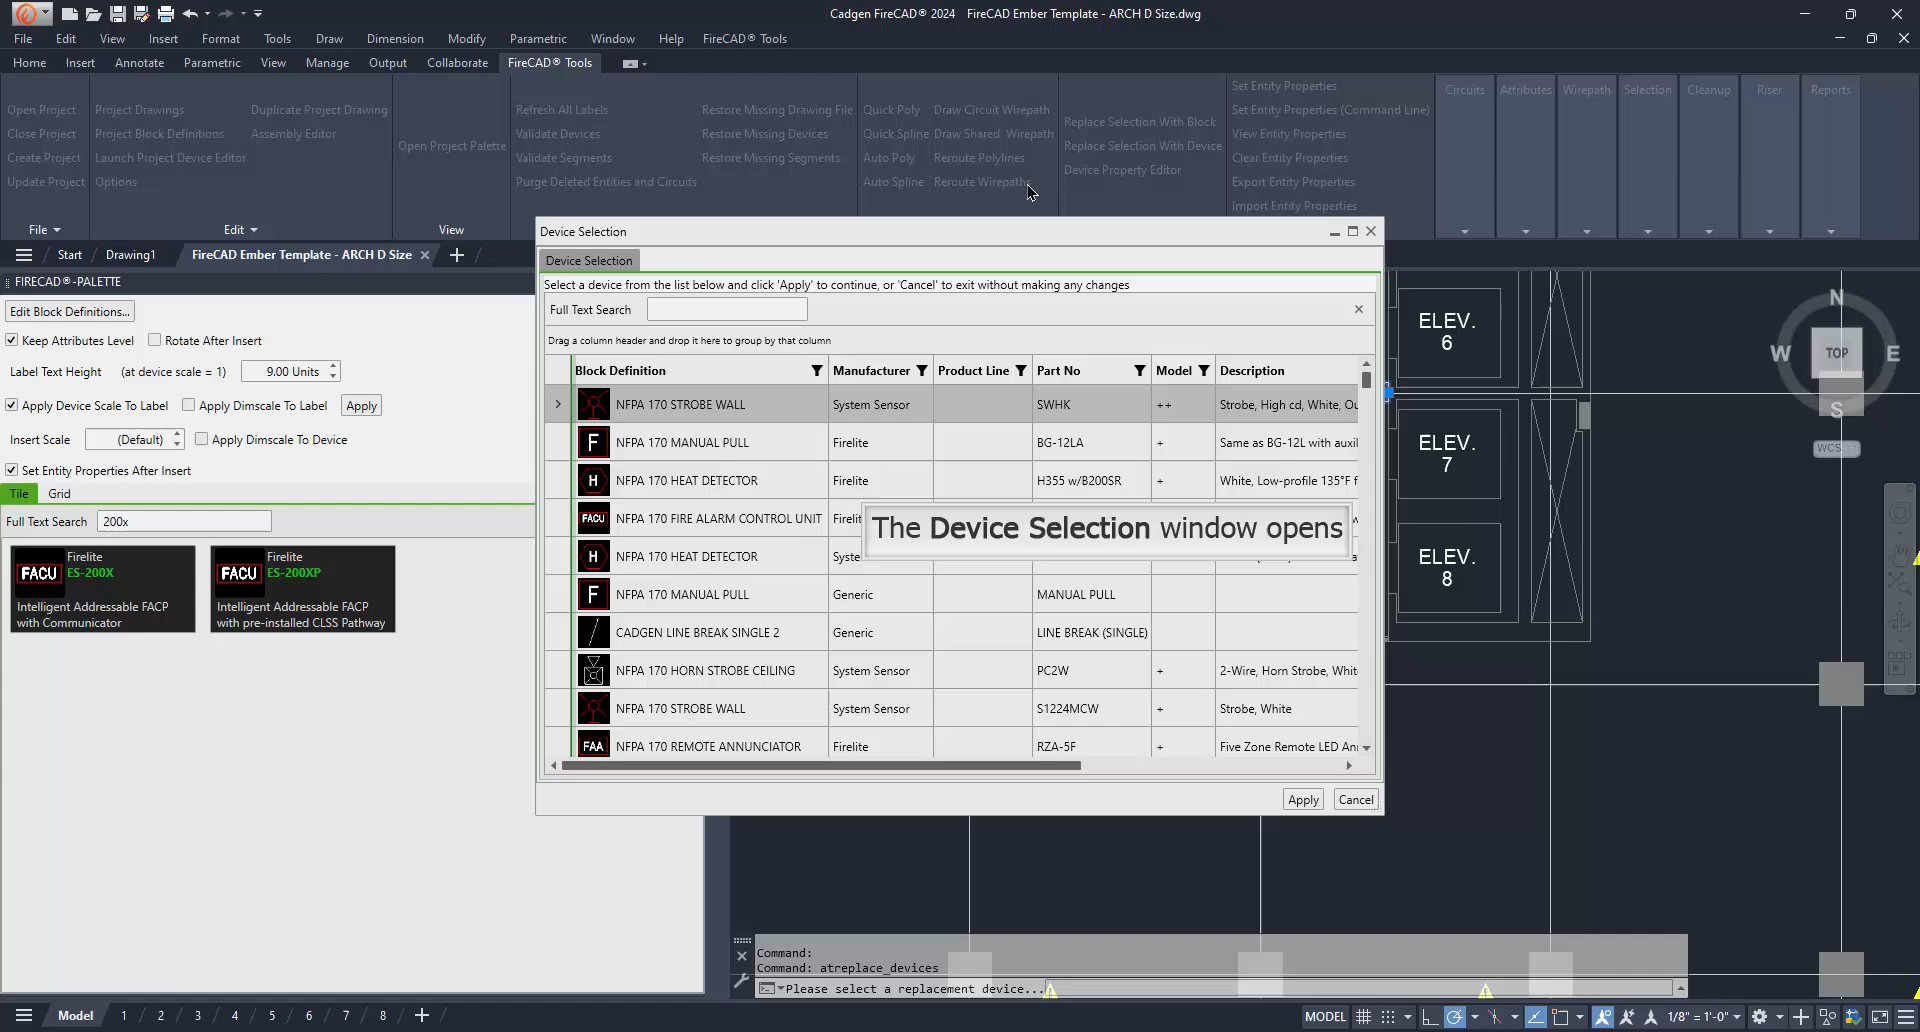 Cadgen FireCAD® 2024 FireCAD Ember Template - ARCH D Size.dwg
File Edit View Insert Format Tools Draw Dimension Modify Parametric Window Help FireCAD® Tools
Home Insert Annotate Parametric View Manage Output Collaborate FireCAD® Tools
Open Project
Close Project
Create Project
Update Project
File
Project Drawings
Project Block Definitions
Launch Project Device Editor
Options
Duplicate Project Drawing
Assembly Editor
Edit
Open Project Palette
View
Refresh All Labels
Validate Devices
Validate Segments
Purge Deleted Entities and Circuits
Restore Missing Drawing File
Restore Missing Devices
Restore Missing Segments
Quick Poly
Quick Spline
Auto Poly
Auto Spline
Draw Circuit Wirepath
Draw Shared Wirepath
Reroute Polylines
Reroute Wirepaths
Replace Selection With Block
Replace Selection With Device
Device Property Editor
Set Entity Properties
Set Entity Properties (Command Line)
View Entity Properties
Clear Entity Properties
Export Entity Properties
Import Entity Properties
Circuits Attributes Wirepath Selection Cleanup Riser Reports
Start Drawing1 FireCAD Ember Template - ARCH D Size
FIRECAD®-PALETTE
Edit Block Definitions...
Keep Attributes Level Rotate After Insert
Label Text Height (at device scale = 1) 9.00 Units
Apply Device Scale To Label Apply Dimscale To Label Apply
Insert Scale (Default) Apply Dimscale To Device
Set Entity Properties After Insert
Tile Grid
Full Text Search 200x
FACU Firelite
ES-200X
Intelligent Addressable FACP
with Communicator
FACU Firelite
ES-200XP
Intelligent Addressable FACP
with pre-installed CLSS Pathway
Device Selection
Device Selection
Select a device from the list below and click 'Apply' to continue, or 'Cancel' to exit without making any changes
Full Text Search
Drag a column header and drop it here to group by that column
Block Definition Manufacturer Product Line Part No Model Description
NFPA 170 STROBE WALL System Sensor SWHK ++ Strobe, High cd, White, Ou
F NFPA 170 MANUAL PULL Firelite BG-12LA + Same as BG-12L with auxil
H NFPA 170 HEAT DETECTOR Firelite H355 w/B200SR + White, Low-profile 135°F f
FACU NFPA 170 FIRE ALARM CONTROL UNIT Firelit
The Device Selection window opens
H NFPA 170 HEAT DETECTOR Syste
F NFPA 170 MANUAL PULL Generic MANUAL PULL
CADGEN LINE BREAK SINGLE 2 Generic LINE BREAK (SINGLE)
NFPA 170 HORN STROBE CEILING System Sensor PC2W + 2-Wire, Horn Strobe, Whit
NFPA 170 STROBE WALL System Sensor S1224MCW + Strobe, White
FAA NFPA 170 REMOTE ANNUNCIATOR Firelite RZA-5F + Five Zone Remote LED An
Apply Cancel
ELEV.
6
ELEV.
7
ELEV.
8
N
W TOP E
S
WCS
Command:
Command: atreplace_devices
Please select a replacement device...
Model 1 2 3 4 5 6 7 8
MODEL 1/8" = 1'-0"